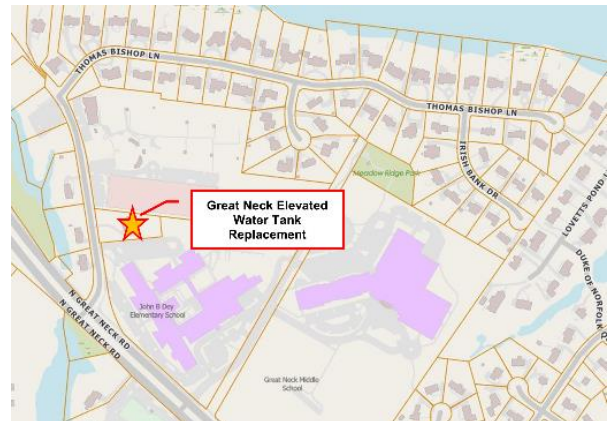 THOMAS BISHOP LN
THOMAS BISHOP LN
IRISH BANK DR
Meadow Ridge Park
LOVETTS POND L
Great Neck Elevated
Water Tank
Replacement
DUKE OF NORFOLK Q
John B Dey
Elementary School
N GREAT NECK RD
N GREAT NECK RD
Great Neck Middle
School